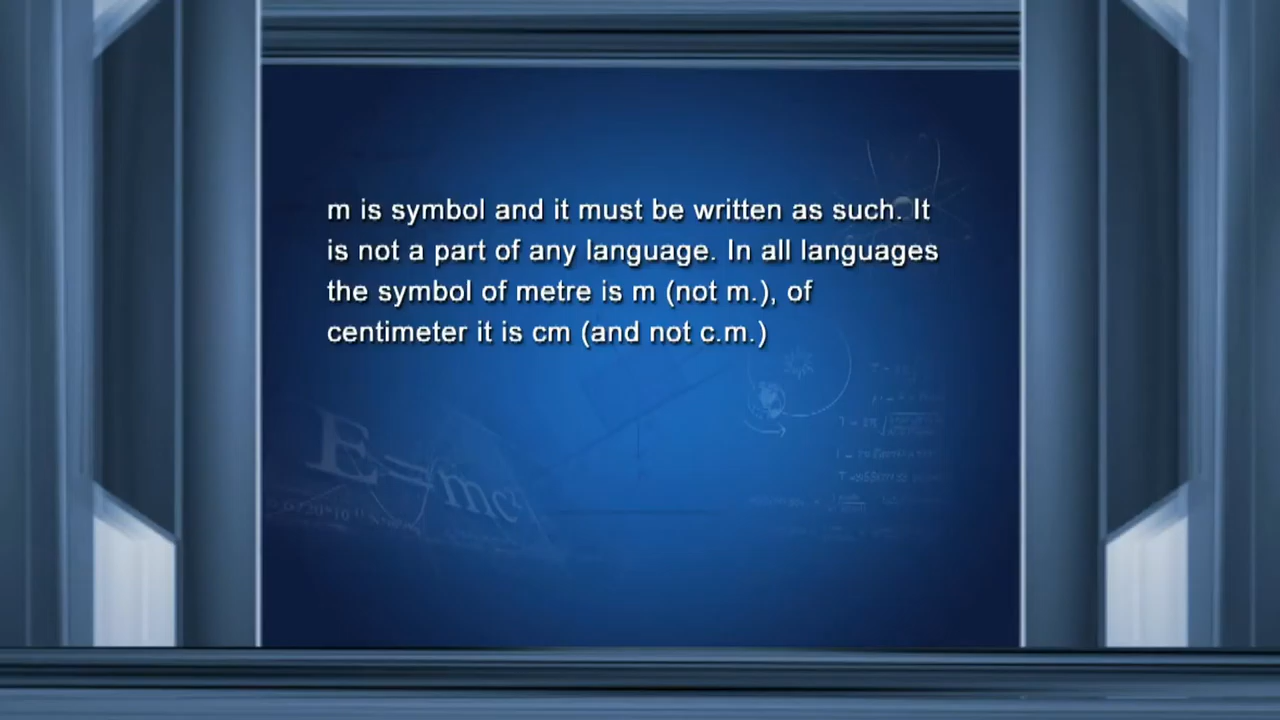 m is symbol and it must be written as such. It
is not a part of any language. In all languages
the symbol of metre is m (not m.), of
centimeter it is cm (and not c.m.)
E=mc²